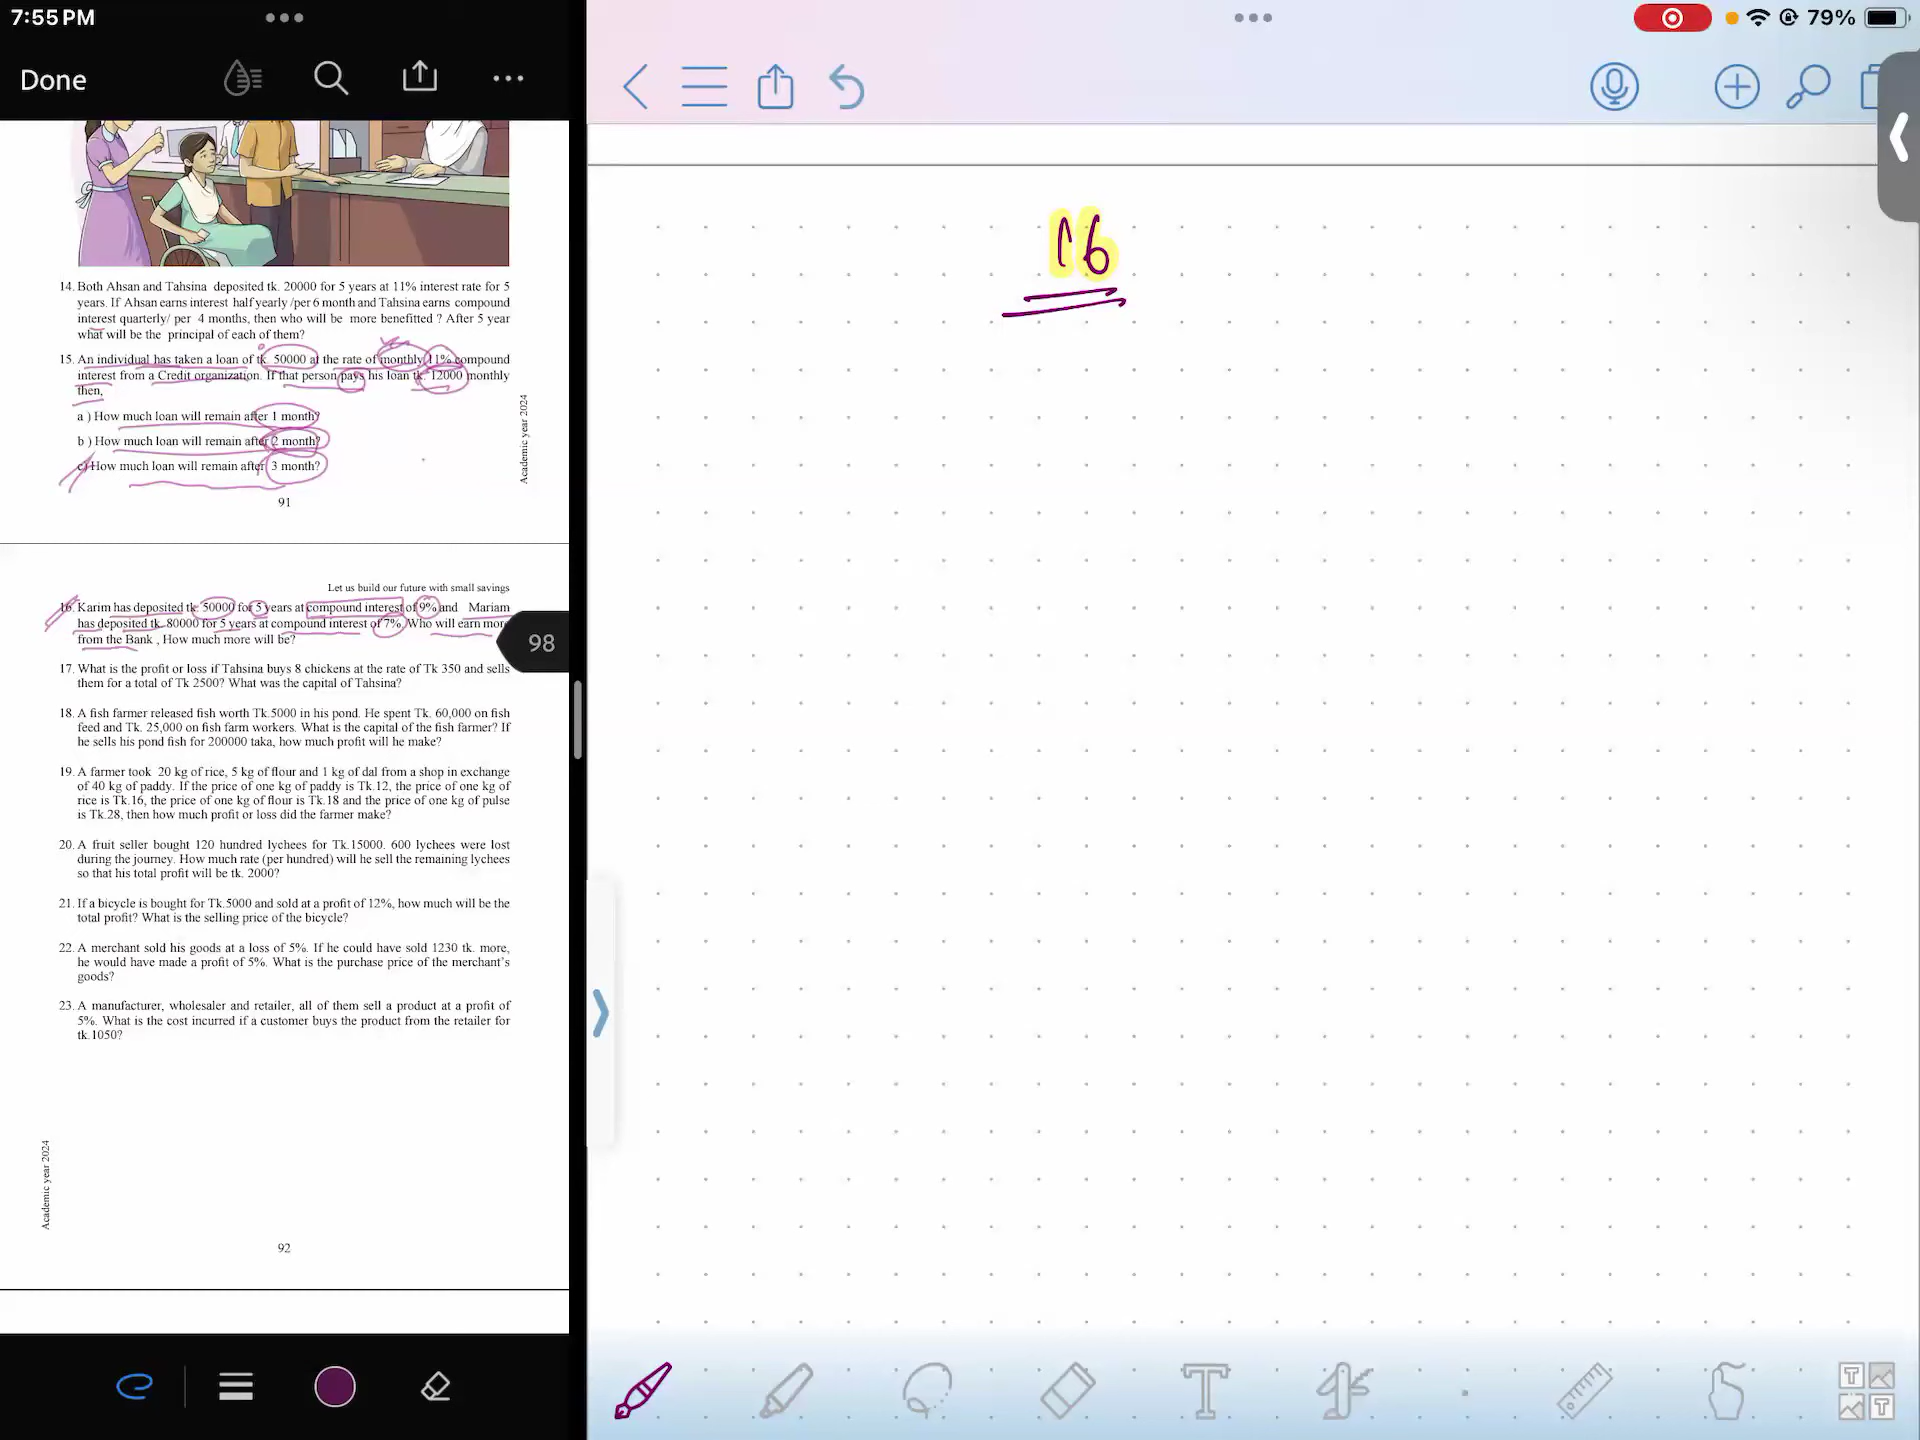 7:55 PM
79%
Done
14. Both Ahsan and Tahsina deposited tk. 20000 for 5 years at 11% interest rate for 5
years. If Ahsan earns interest half yearly /per 6 month and Tahsina earns compound
interest quarterly/ per 4 months, then who will be more benefitted ? After 5 year
what will be the principal of each of them?
15. An individual has taken a loan of tk. 50000 at the rate of monthly 11% compound
interest from a Credit organization. If that person pays his loan tk. 12000 monthly
then,
a ) How much loan will remain after 1 month?
b ) How much loan will remain after 2 month?
c) How much loan will remain after 3 month?
Academic year 2024
91
Let us build our future with small savings
16. Karim has deposited tk. 50000 for 5 years at compound interest of 9% and Mariam
has deposited tk. 80000 for 5 years at compound interest of 7%. Who will earn more
from the Bank , How much more will be?
98
17. What is the profit or loss if Tahsina buys 8 chickens at the rate of Tk 350 and sells
them for a total of Tk 2500? What was the capital of Tahsina?
18. A fish farmer released fish worth Tk.5000 in his pond. He spent Tk. 60,000 on fish
feed and Tk. 25,000 on fish farm workers. What is the capital of the fish farmer? If
he sells his pond fish for 200000 taka, how much profit will he make?
19. A farmer took 20 kg of rice, 5 kg of flour and 1 kg of dal from a shop in exchange
of 40 kg of paddy. If the price of one kg of paddy is Tk.12, the price of one kg of
rice is Tk.16, the price of one kg of flour is Tk.18 and the price of one kg of pulse
is Tk.28, then how much profit or loss did the farmer make?
20. A fruit seller bought 120 hundred lychees for Tk.15000. 600 lychees were lost
during the journey. How much rate (per hundred) will he sell the remaining lychees
so that his total profit will be tk. 2000?
21. If a bicycle is bought for Tk.5000 and sold at a profit of 12%, how much will be the
total profit? What is the selling price of the bicycle?
22. A merchant sold his goods at a loss of 5%. If he could have sold 1230 tk. more,
he would have made a profit of 5%. What is the purchase price of the merchant's
goods?
23. A manufacturer, wholesaler and retailer, all of them sell a product at a profit of
5%. What is the cost incurred if a customer buys the product from the retailer for
tk.1050?
Academic year 2024
92
16